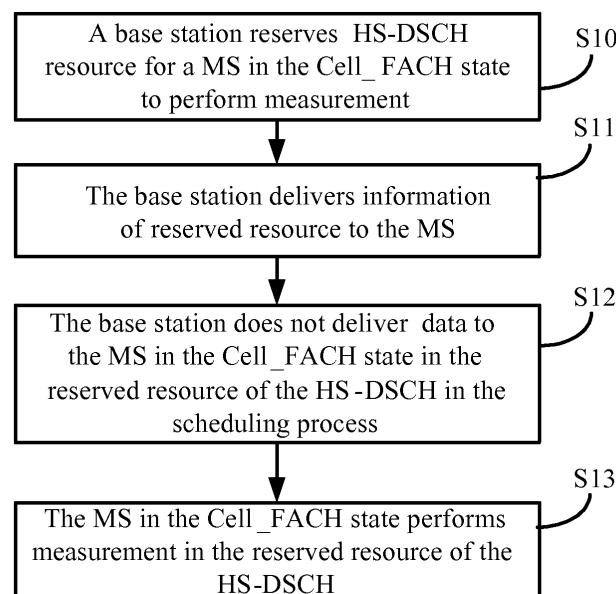 A base station reserves HS-DSCH
resource for a MS in the Cell_ FACH state
to perform measurement
S10
The base station delivers information
of reserved resource to the MS
S11
The base station does not deliver data to
the MS in the Cell_FACH state in the
reserved resource of the HS-DSCH in the
scheduling process
S12
The MS in the Cell_FACH state performs
measurement in the reserved resource of the
HS-DSCH
S13